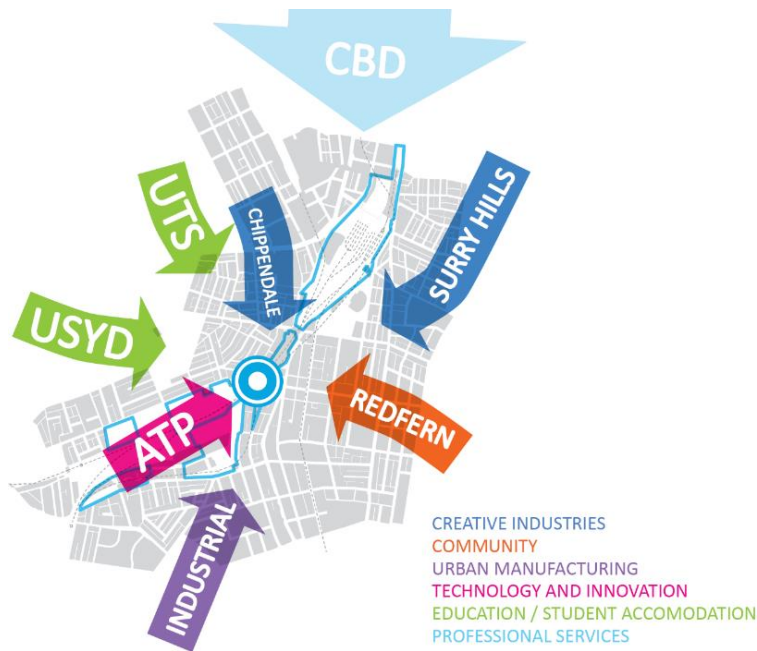 CBD
UTS
CHIPPENDALE
SURRY HILLS
USYD
ATP
REDFERN
INDUSTRIAL
CREATIVE INDUSTRIES
COMMUNITY
URBAN MANUFACTURING
TECHNOLOGY AND INNOVATION
EDUCATION / STUDENT ACCOMODATION
PROFESSIONAL SERVICES